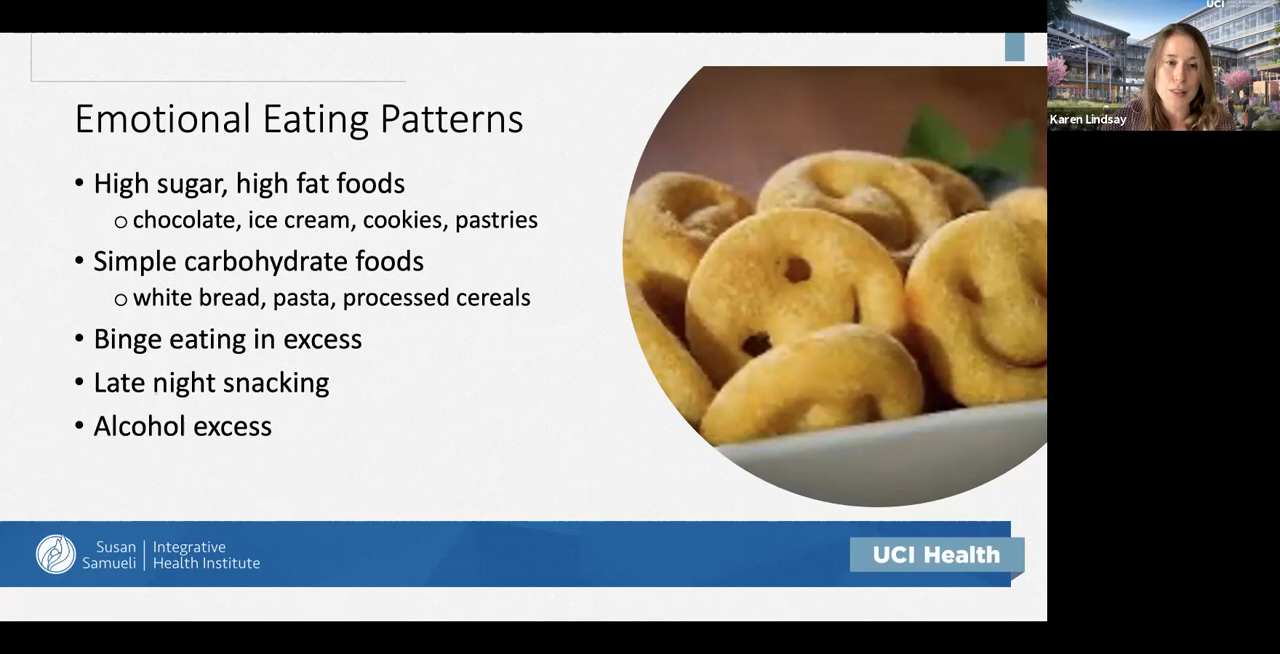 UCI
Karen Lindsay
Emotional Eating Patterns
• High sugar, high fat foods
o chocolate, ice cream, cookies, pastries
• Simple carbohydrate foods
o white bread, pasta, processed cereals
• Binge eating in excess
• Late night snacking
• Alcohol excess
Susan | Integrative
Samueli | Health Institute
UCI Health